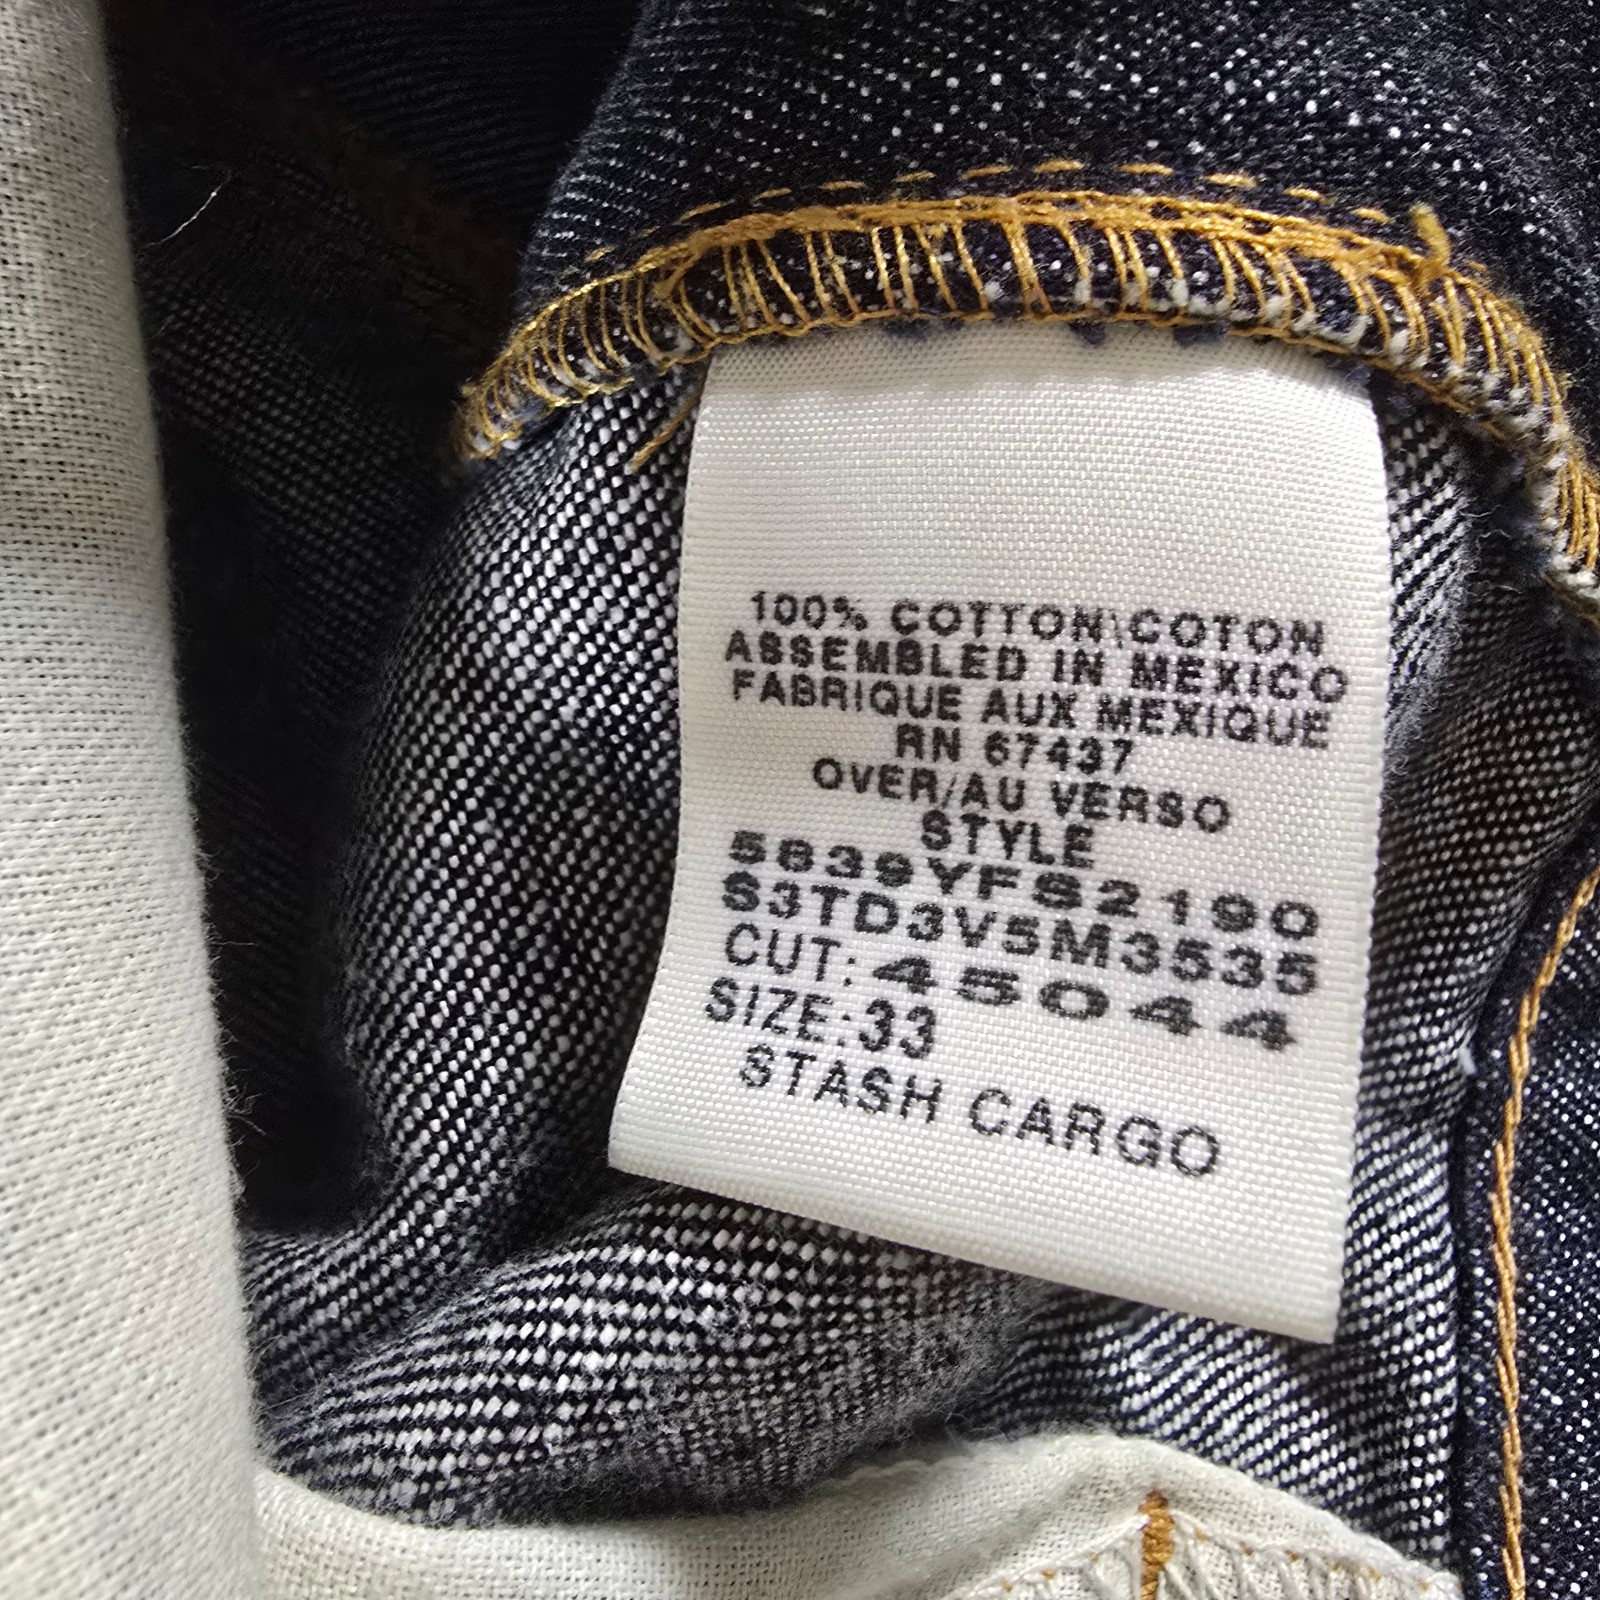 100% COTTON\COTON
ASSEMBLED IN MEXICO
FABRIQUE AUX MEXIQUE
RN 67437
OVER/AU VERSO
STYLE
5839YFS2190
S3TD3V5M3535
CUT: 45044
SIZE:33
STASH CARGO